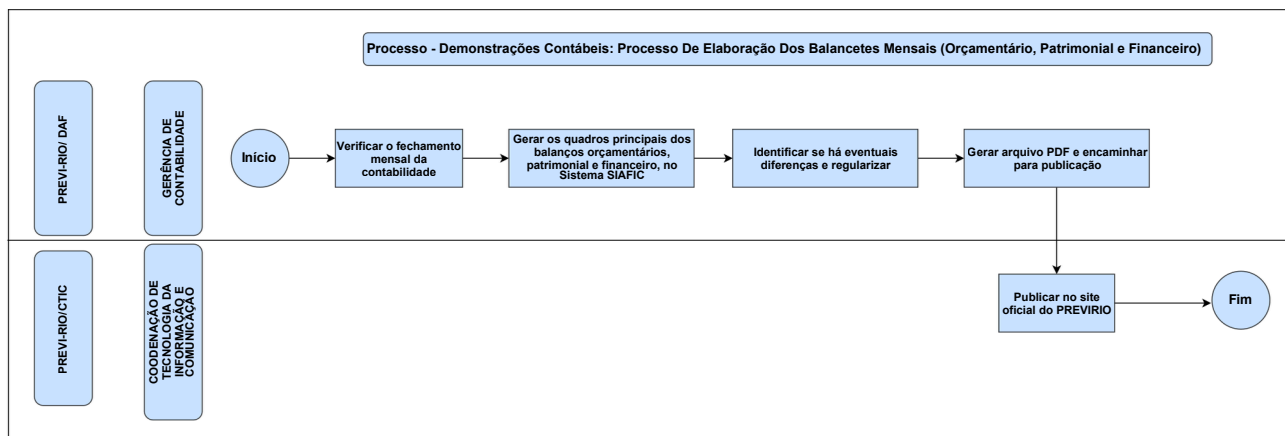 Processo - Demonstrações Contábeis: Processo De Elaboração Dos Balancetes Mensais (Orçamentário, Patrimonial e Financeiro)
PREVI-RIO/ DAF
GERÊNCIA DE
CONTABILIDADE
Início
Verificar o fechamento
mensal da
contabilidade
Gerar os quadros principais dos
balanços orçamentários,
patrimonial e financeiro, no
Sistema SIAFIC
Identificar se há eventuais
diferenças e regularizar
Gerar arquivo PDF e encaminhar
para publicação
PREVI-RIO/CTIC
COODENAÇÃO DE
TECNOLOGIA DA
INFORMAÇÃO E
COMUNICAÇÃO
Publicar no site
oficial do PREVIRIO
Fim